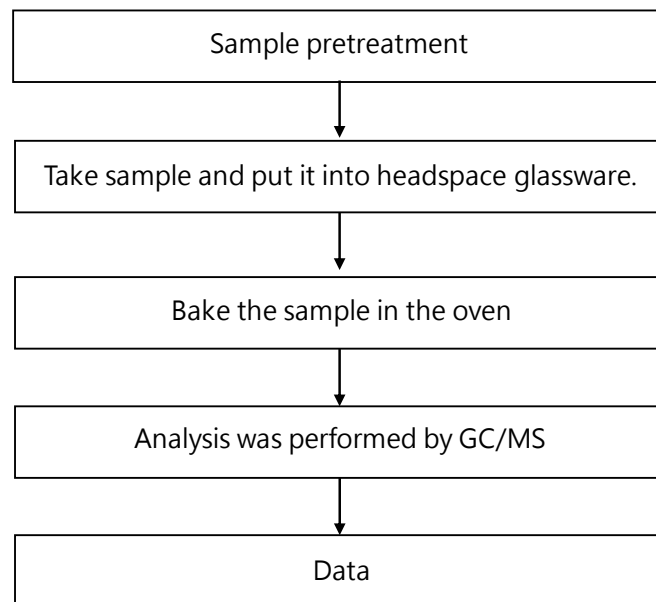 Sample pretreatment
Take sample and put it into headspace glassware.
Bake the sample in the oven
Analysis was performed by GC/MS
Data